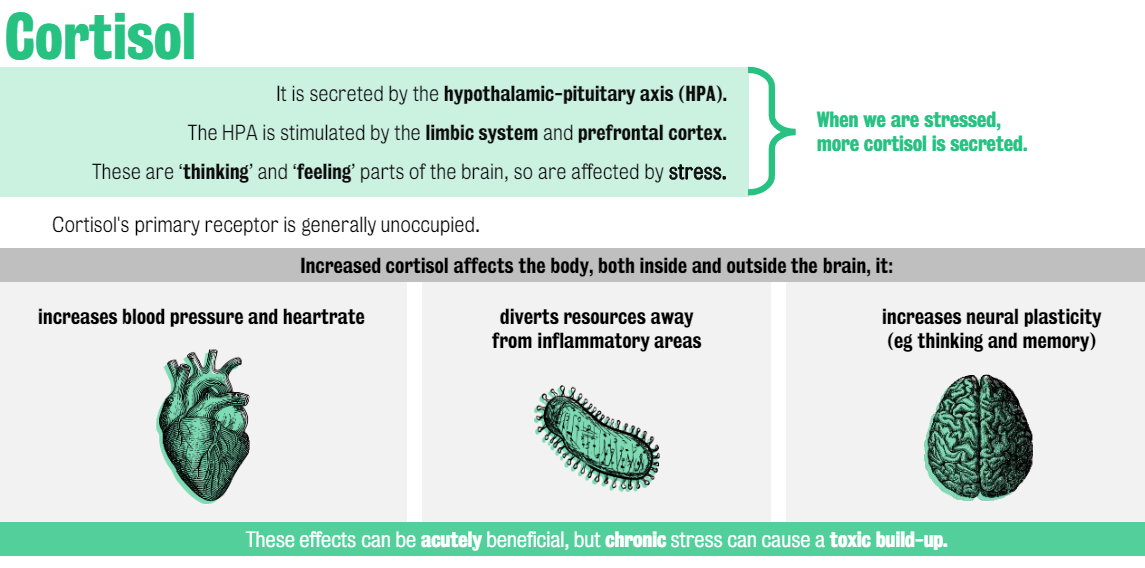 Cortisol
It is secreted by the hypothalamic-pituitary axis (HPA).
The HPA is stimulated by the limbic system and prefrontal cortex.
These are ‘thinking’ and ‘feeling’ parts of the brain, so are affected by stress.
When we are stressed,
more cortisol is secreted.
Cortisol's primary receptor is generally unoccupied.
Increased cortisol affects the body, both inside and outside the brain, it:
increases blood pressure and heartrate
diverts resources away
from inflammatory areas
increases neural plasticity
(eg thinking and memory)
These effects can be acutely beneficial, but chronic stress can cause a toxic build-up.